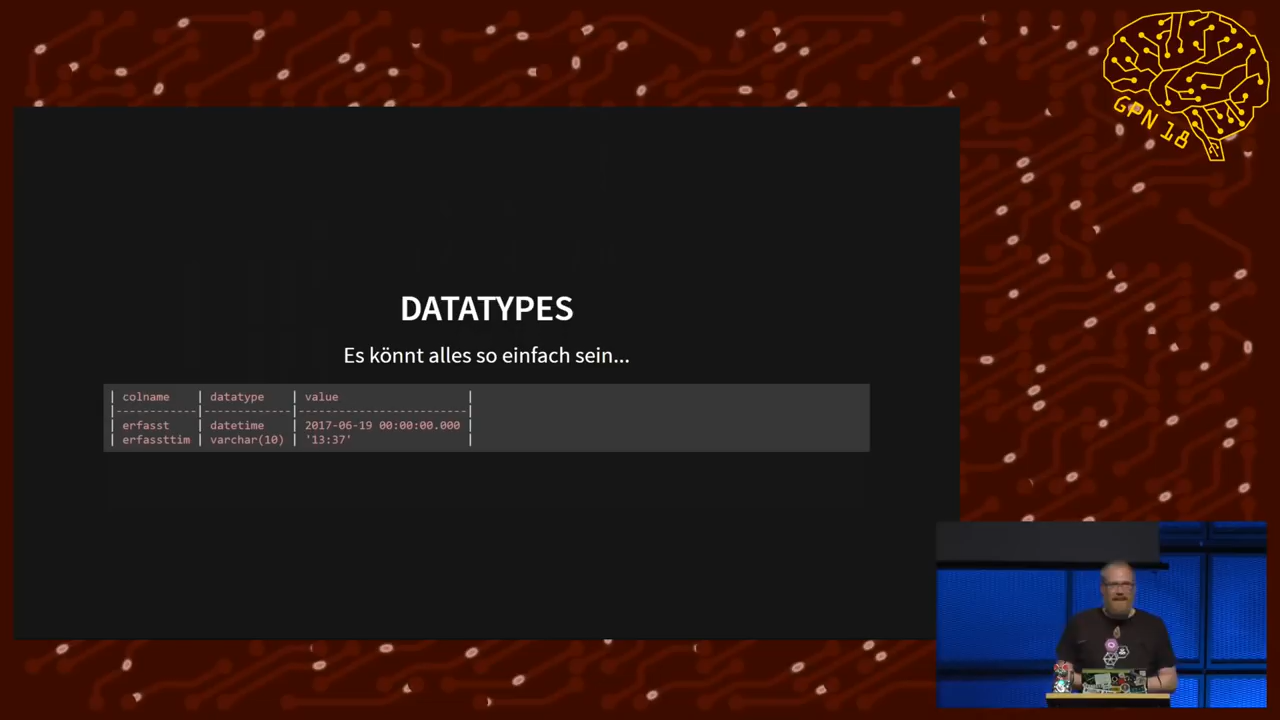 GPN 18
DATATYPES
Es könnt alles so einfach sein...
| colname | datatype | value |
|-----------|-------------|------------------------|
| erfasst | datetime | 2017-06-19 00:00:00.000 |
| erfassttim | varchar(10) | '13:37' |